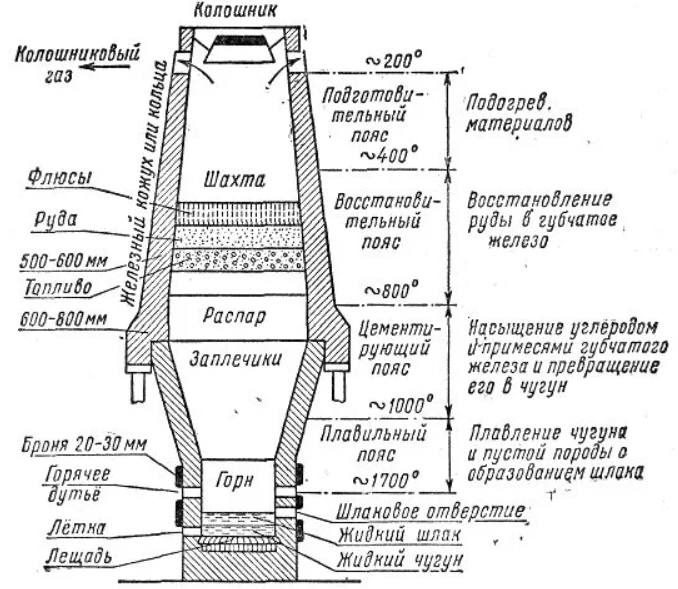 Колошник
Колошниковый
газ
Железный кожух или кольца
Флюсы
Руда
500-600 мм
Топливо
600-800 мм
Шахта
Распар
Заплечики
Горн
Броня 20-30 мм
Горячее
дутьё
Лётка
Лещадь
~200°
Подготови-
тельный
пояс
~400°
Восстанови-
тельный
пояс
~800°
Цементи-
рующий
пояс
~1000°
Плавильный
пояс
~1700°
Шлаковое отверстие
Жидкий шлак
Жидкий чугун
Подогрев.
материалов
Восстановление
руды в губчатое
железо
Насыщение углеродом
и примесями губчатого
железа и превращение
его в чугун
Плавление чугуна
и пустой породы с
образованием шлака